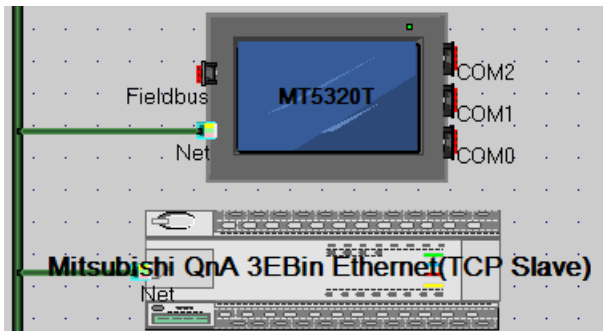 COM2
Fieldbus
MT5320T
COM1
Net
COM0
Mitsubishi QnA 3EBin Ethernet(TCP Slave)
Net